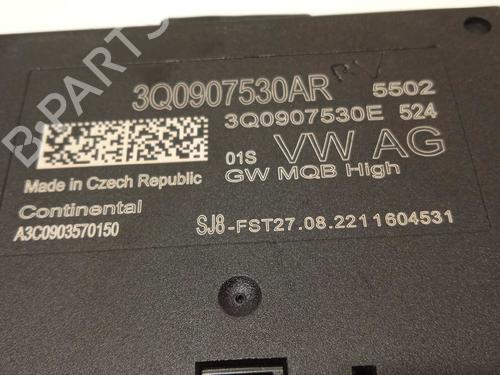 3Q0907530AR 5502
3Q0907530E 524
01S VW AG
GW MQB High
Made in Czech Republic
Continental
A3C0903570150
SJ8-FST27.08.2211604531
B-PARTS